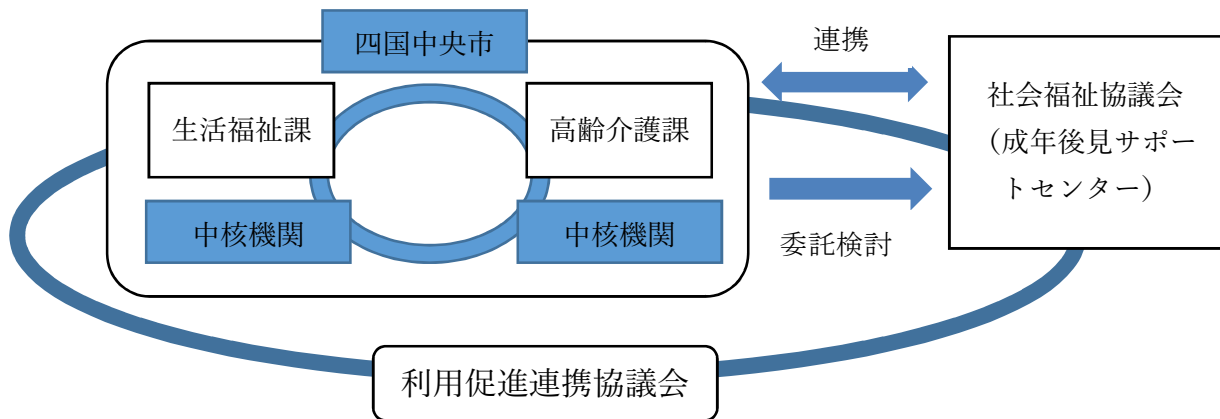 四国中央市
連携
生活福祉課
高齢介護課
社会福祉協議会
（成年後見サポー
トセンター）
中核機関
中核機関
委託検討
利用促進連携協議会